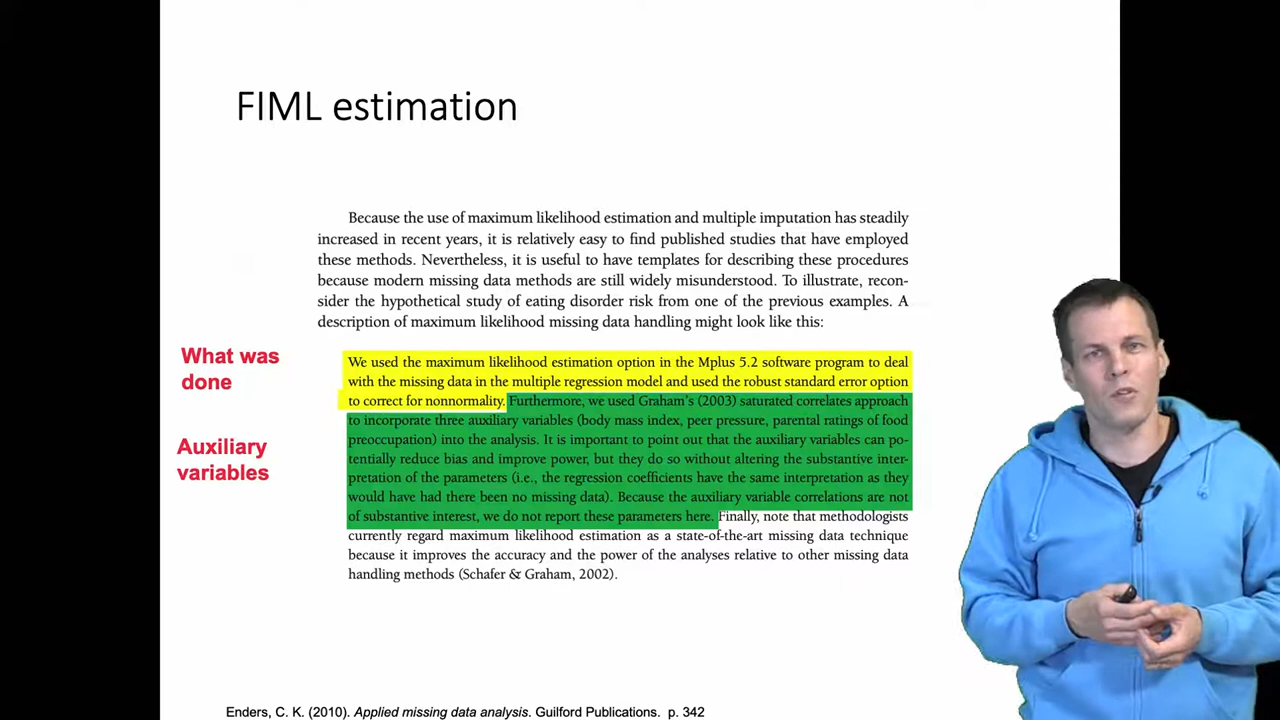 FIML estimation
Because the use of maximum likelihood estimation and multiple imputation has steadily
increased in recent years, it is relatively easy to find published studies that have employed
these methods. Nevertheless, it is useful to have templates for describing these procedures
because modern missing data methods are still widely misunderstood. To illustrate, recon-
sider the hypothetical study of eating disorder risk from one of the previous examples. A
description of maximum likelihood missing data handling might look like this:
What was
done
We used the maximum likelihood estimation option in the Mplus 5.2 software program to deal
with the missing data in the multiple regression model and used the robust standard error option
to correct for nonnormality. Furthermore, we used Graham's (2003) saturated correlates approach
to incorporate three auxiliary variables (body mass index, peer pressure, parental ratings of food
preoccupation) into the analysis. It is important to point out that the auxiliary variables can po-
tentially reduce bias and improve power, but they do so without altering the substantive inter-
pretation of the parameters (i.e., the regression coefficients have the same interpretation as they
would have had there been no missing data). Because the auxiliary variable correlations are not
of substantive interest, we do not report these parameters here. Finally, note that methodologists
currently regard maximum likelihood estimation as a state-of-the-art missing data technique
because it improves the accuracy and the power of the analyses relative to other missing data
handling methods (Schafer & Graham, 2002).
Auxiliary
variables
Enders, C. K. (2010). Applied missing data analysis. Guilford Publications. p. 342